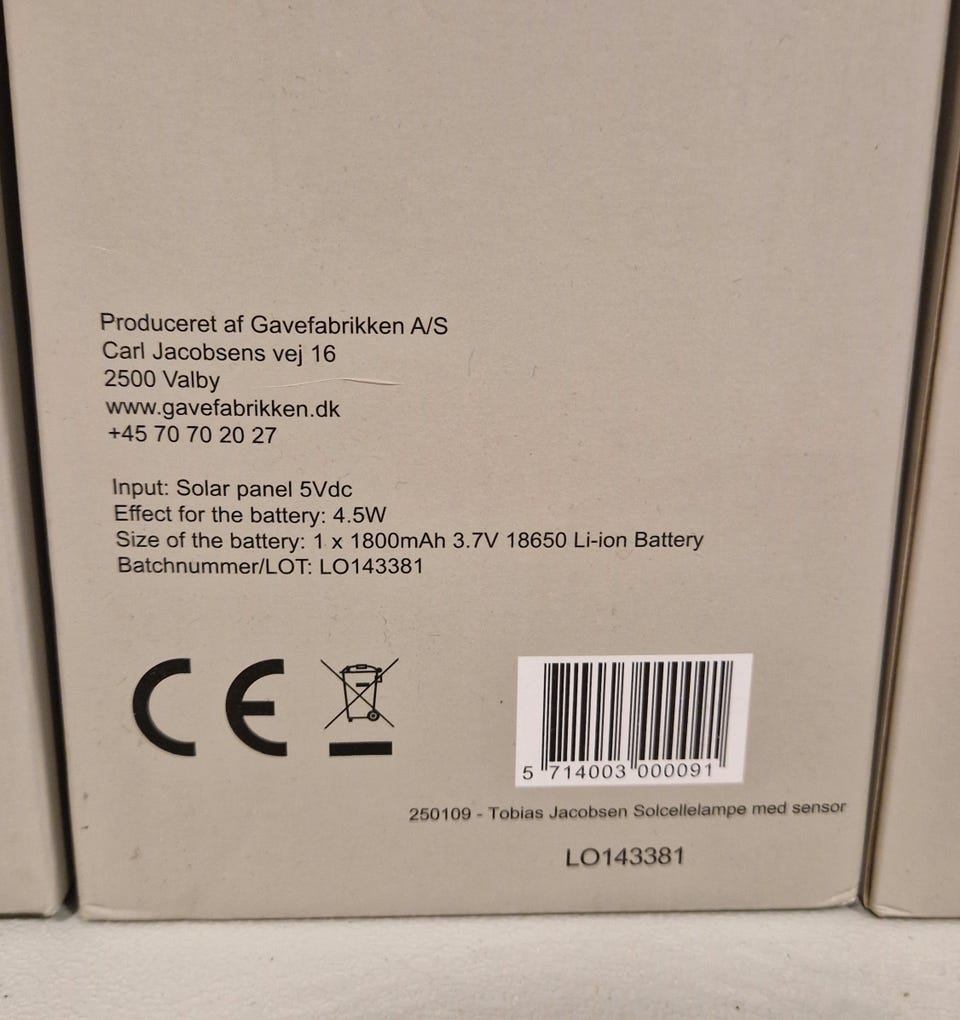 Produceret af Gavefabrikken A/S
Carl Jacobsens vej 16
2500 Valby
www.gavefabrikken.dk
+45 70 70 20 27
Input: Solar panel 5Vdc
Effect for the battery: 4.5W
Size of the battery: 1 x 1800mAh 3.7V 18650 Li-ion Battery
Batchnummer/LOT: LO143381
CE
5 714003 000091
250109 - Tobias Jacobsen Solcellelampe med sensor
LO143381